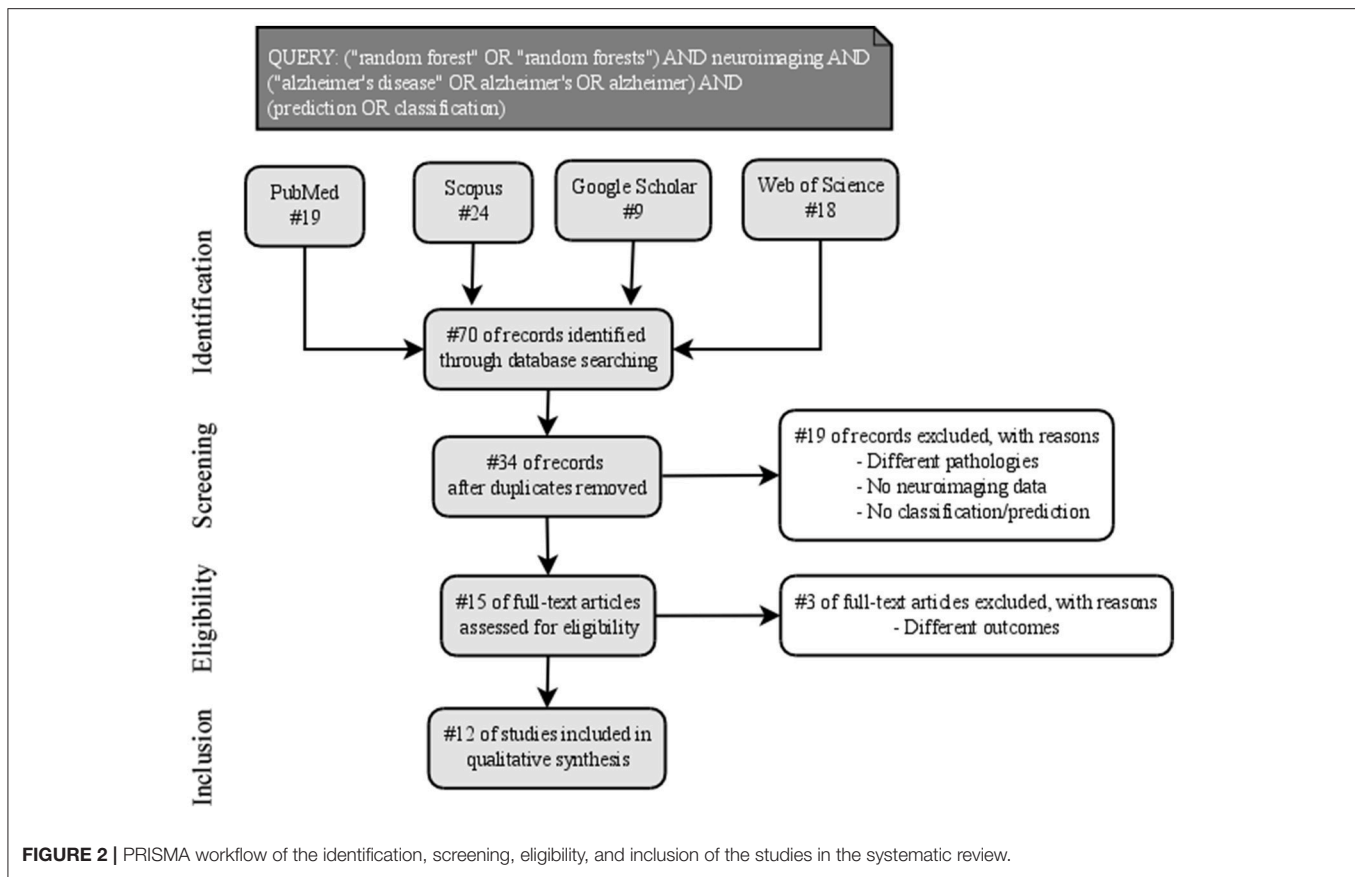 QUERY: ("random forest" OR "random forests") AND neuroimaging AND
("alzheimer's disease" OR alzheimer's OR alzheimer) AND
(prediction OR classification)
PubMed
#19
Scopus
#24
Google Scholar
#9
Web of Science
#18
Identification
#70 of records identified
through database searching
Screening
#34 of records
after duplicates removed
#19 of records excluded, with reasons
- Different pathologies
- No neuroimaging data
- No classification/prediction
Eligibility
#15 of full-text articles
assessed for eligibility
#3 of full-text articles excluded, with reasons
- Different outcomes
Inclusion
#12 of studies included in
qualitative synthesis
FIGURE 2 | PRISMA workflow of the identification, screening, eligibility, and inclusion of the studies in the systematic review.